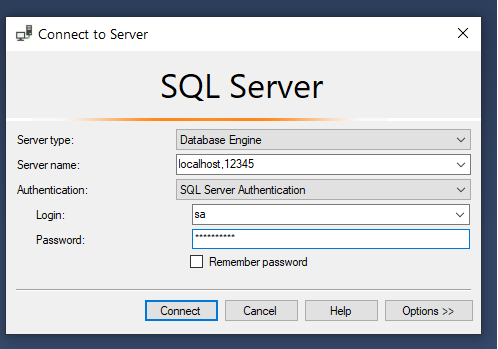 Connect to Server
SQL Server
Server type: Database Engine
Server name: localhost,12345
Authentication: SQL Server Authentication
Login: sa
Password: **********
Remember password
Connect Cancel Help Options >>